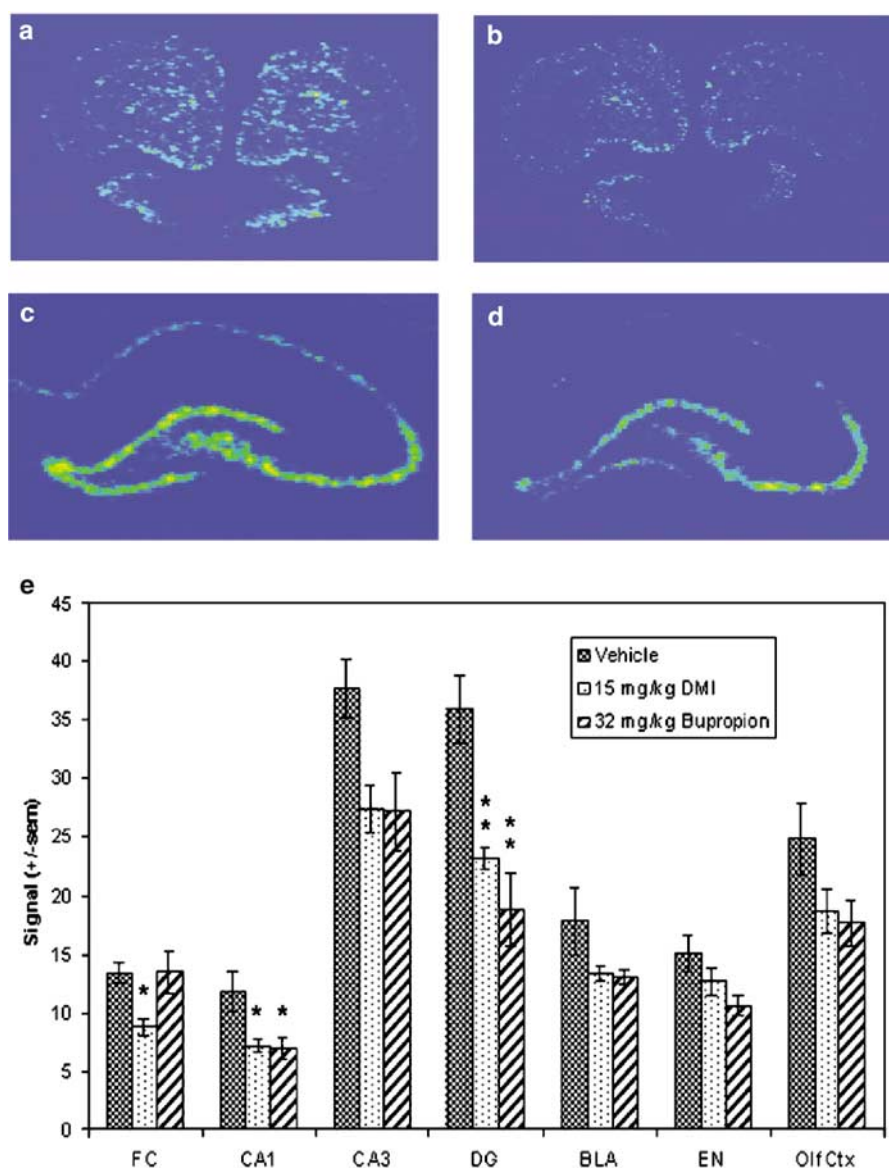 a
b
c
d
e
45
40
35
30
25
20
15
10
5
0
Signal (+/-sem)
Vehicle
15 mg/kg DMI
32 mg/kg Bupropion
*
*
*
**
**
FC CA1 CA3 DG BLA EN Olf Ctx